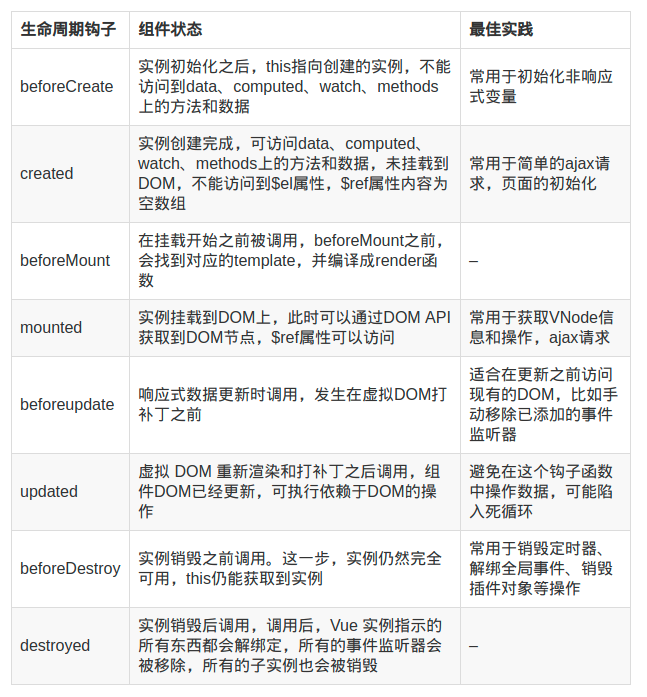 生命周期钩子
组件状态
最佳实践
beforeCreate
实例初始化之后，this指向创建的实例，不能
访问到data、computed、watch、methods
上的方法和数据
常用于初始化非响应
式变量
created
实例创建完成，可访问data、computed、
watch、methods上的方法和数据，未挂载到
DOM，不能访问到$el属性，$ref属性内容为
空数组
常用于简单的ajax请
求，页面的初始化
beforeMount
在挂载开始之前被调用，beforeMount之前，
会找到对应的template，并编译成render函
数
–
mounted
实例挂载到DOM上，此时可以通过DOM API
获取到DOM节点，$ref属性可以访问
常用于获取VNode信
息和操作，ajax请求
beforeupdate
响应式数据更新时调用，发生在虚拟DOM打
补丁之前
适合在更新之前访问
现有的DOM，比如手
动移除已添加的事件
监听器
updated
虚拟 DOM 重新渲染和打补丁之后调用，组
件DOM已经更新，可执行依赖于DOM的操
作
避免在这个钩子函数
中操作数据，可能陷
入死循环
beforeDestroy
实例销毁之前调用。这一步，实例仍然完全
可用，this仍能获取到实例
常用于销毁定时器、
解绑全局事件、销毁
插件对象等操作
destroyed
实例销毁后调用，调用后，Vue 实例指示的
所有东西都会解绑定，所有的事件监听器会
被移除，所有的子实例也会被销毁
–